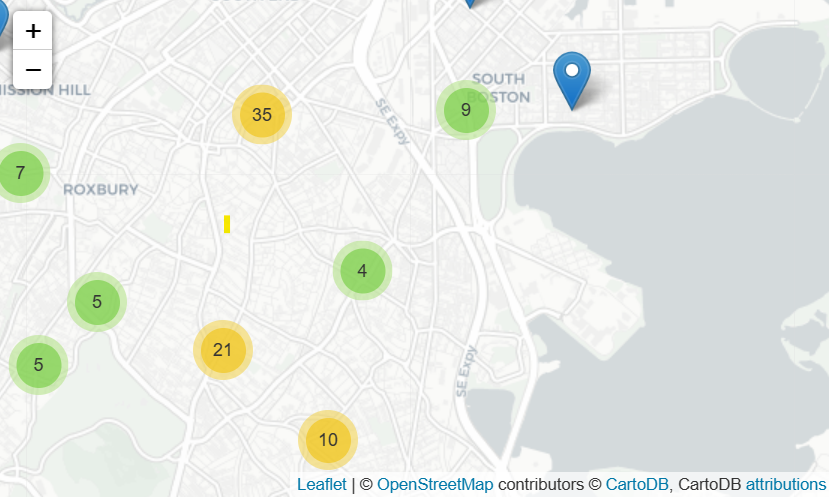 +
−
ISSION HILL
35
SOUTH
BOSTON
9
SE Expy
7
ROXBURY
4
5
21
5
SE Expy
10
Leaflet | © OpenStreetMap contributors © CartoDB, CartoDB attributions